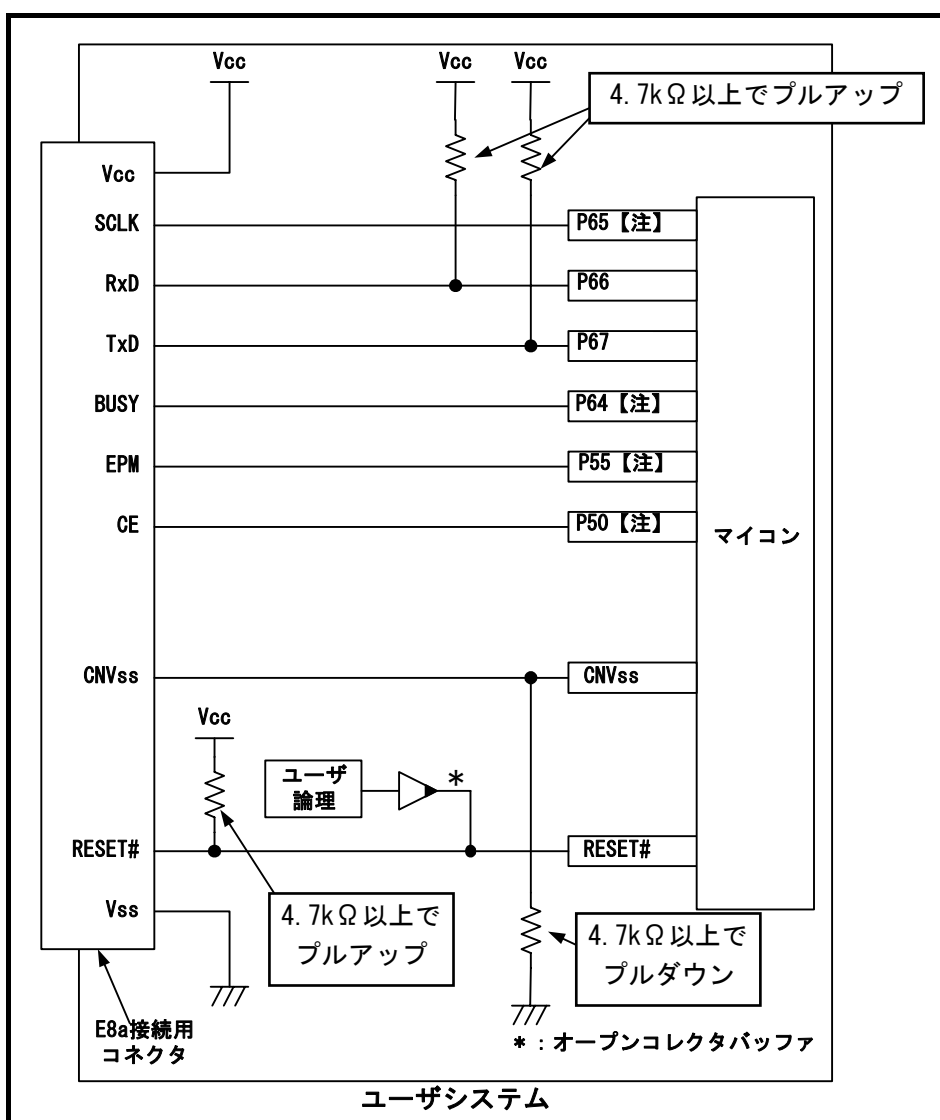 Vcc
Vcc
Vcc
4.7kΩ以上でプルアップ
Vcc
SCLK
P65【注】
RxD
P66
TxD
P67
BUSY
P64【注】
EPM
P55【注】
CE
P50【注】
マイコン
CNVss
CNVss
Vcc
ユーザ
論理
*
RESET#
RESET#
Vss
4.7kΩ以上で
プルアップ
4.7kΩ以上で
プルダウン
E8a接続用
コネクタ
*：オープンコレクタバッファ
ユーザシステム